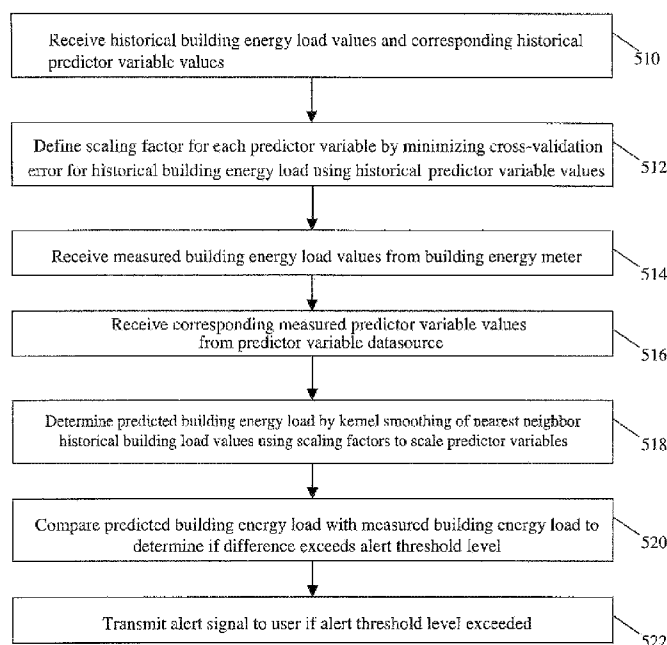 Receive historical building energy load values and corresponding historical
predictor variable values
510
Define scaling factor for each predictor variable by minimizing cross-validation
error for historical building energy load using historical predictor variable values
512
Receive measured building energy load values from building energy meter
514
Receive corresponding measured predictor variable values
from predictor variable datasource
516
Determine predicted building energy load by kernel smoothing of nearest neighbor
historical building load values using scaling factors to scale predictor variables
518
Compare predicted building energy load with measured building energy load to
determine if difference exceeds alert threshold level
520
Transmit alert signal to user if alert threshold level exceeded
522